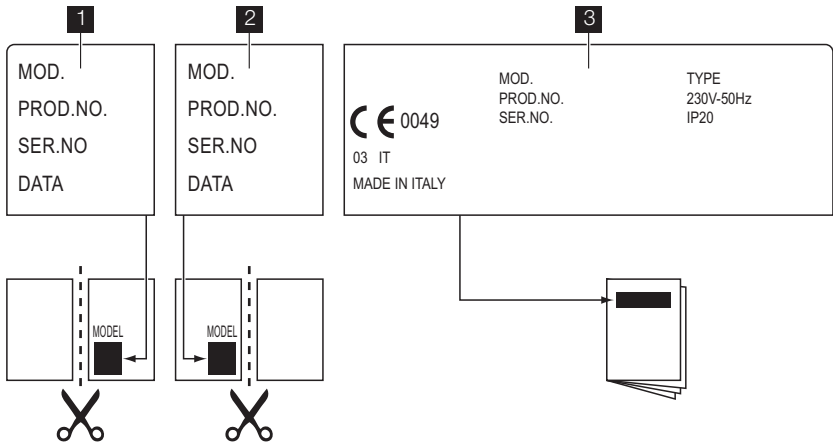 1
MOD.
PROD.NO.
SER.NO
DATA
2
MOD.
PROD.NO.
SER.NO
DATA
3
MOD. TYPE
PROD.NO. 230V-50Hz
SER.NO. IP20
CE 0049
03 IT
MADE IN ITALY
MODEL
MODEL